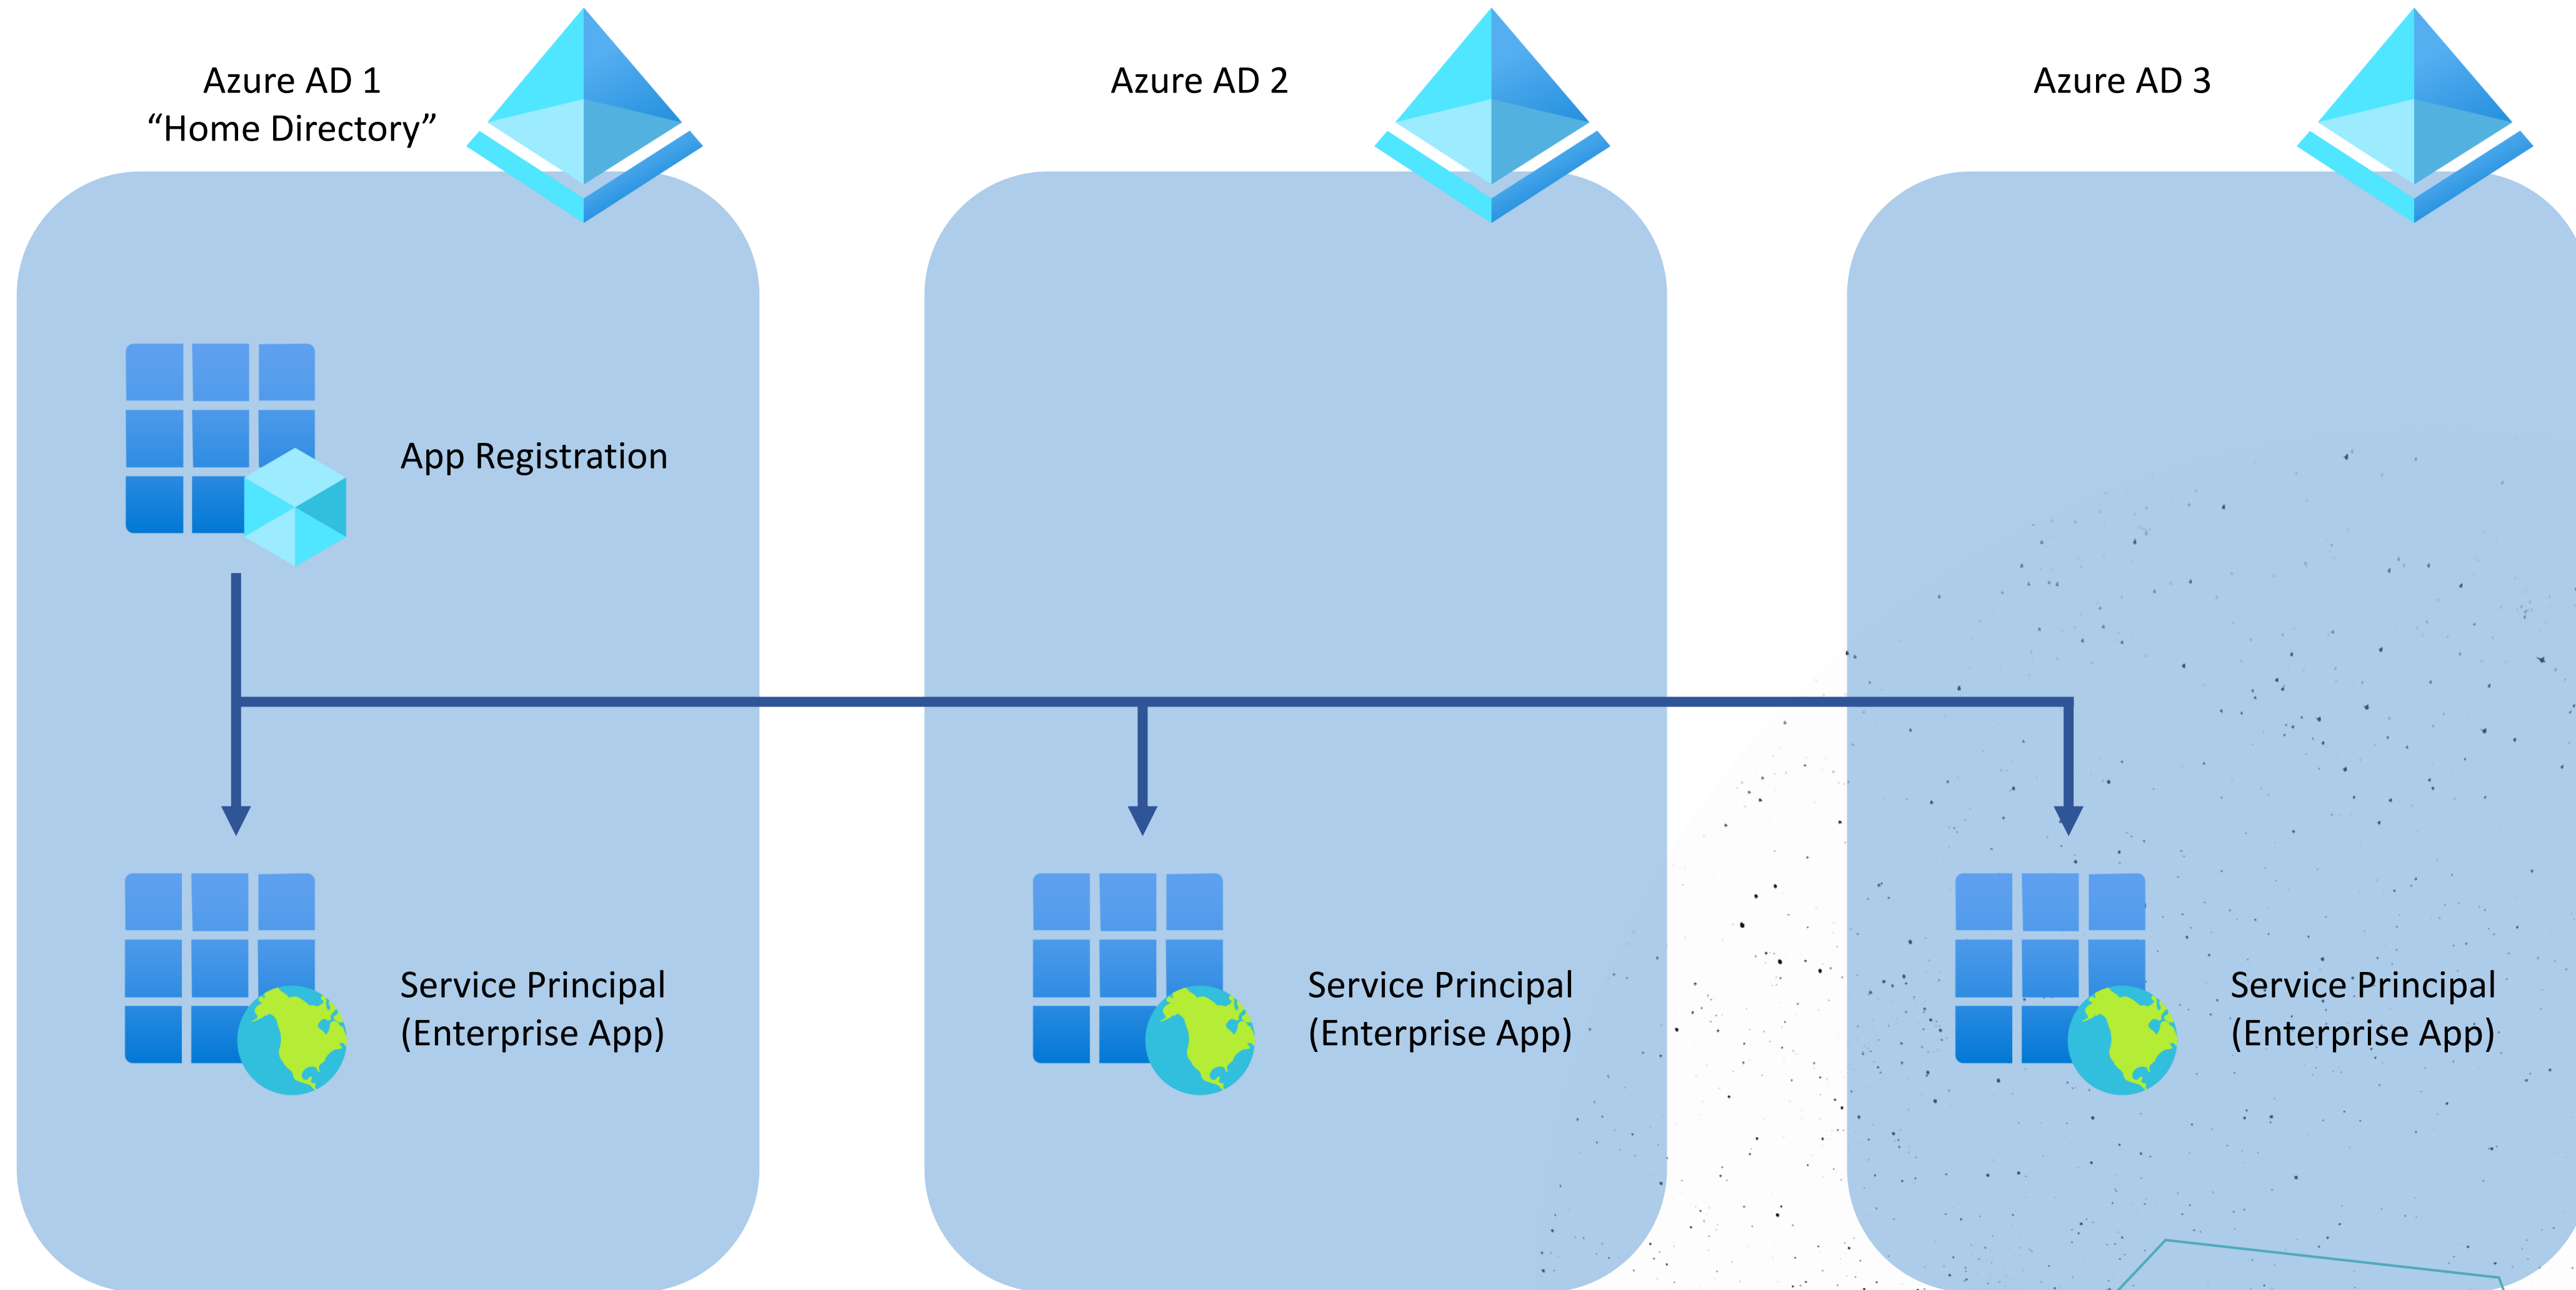 Azure AD 1
“Home Directory”
Azure AD 2
Azure AD 3
App Registration
Service Principal
(Enterprise App)
Service Principal
(Enterprise App)
Service Principal
(Enterprise App)